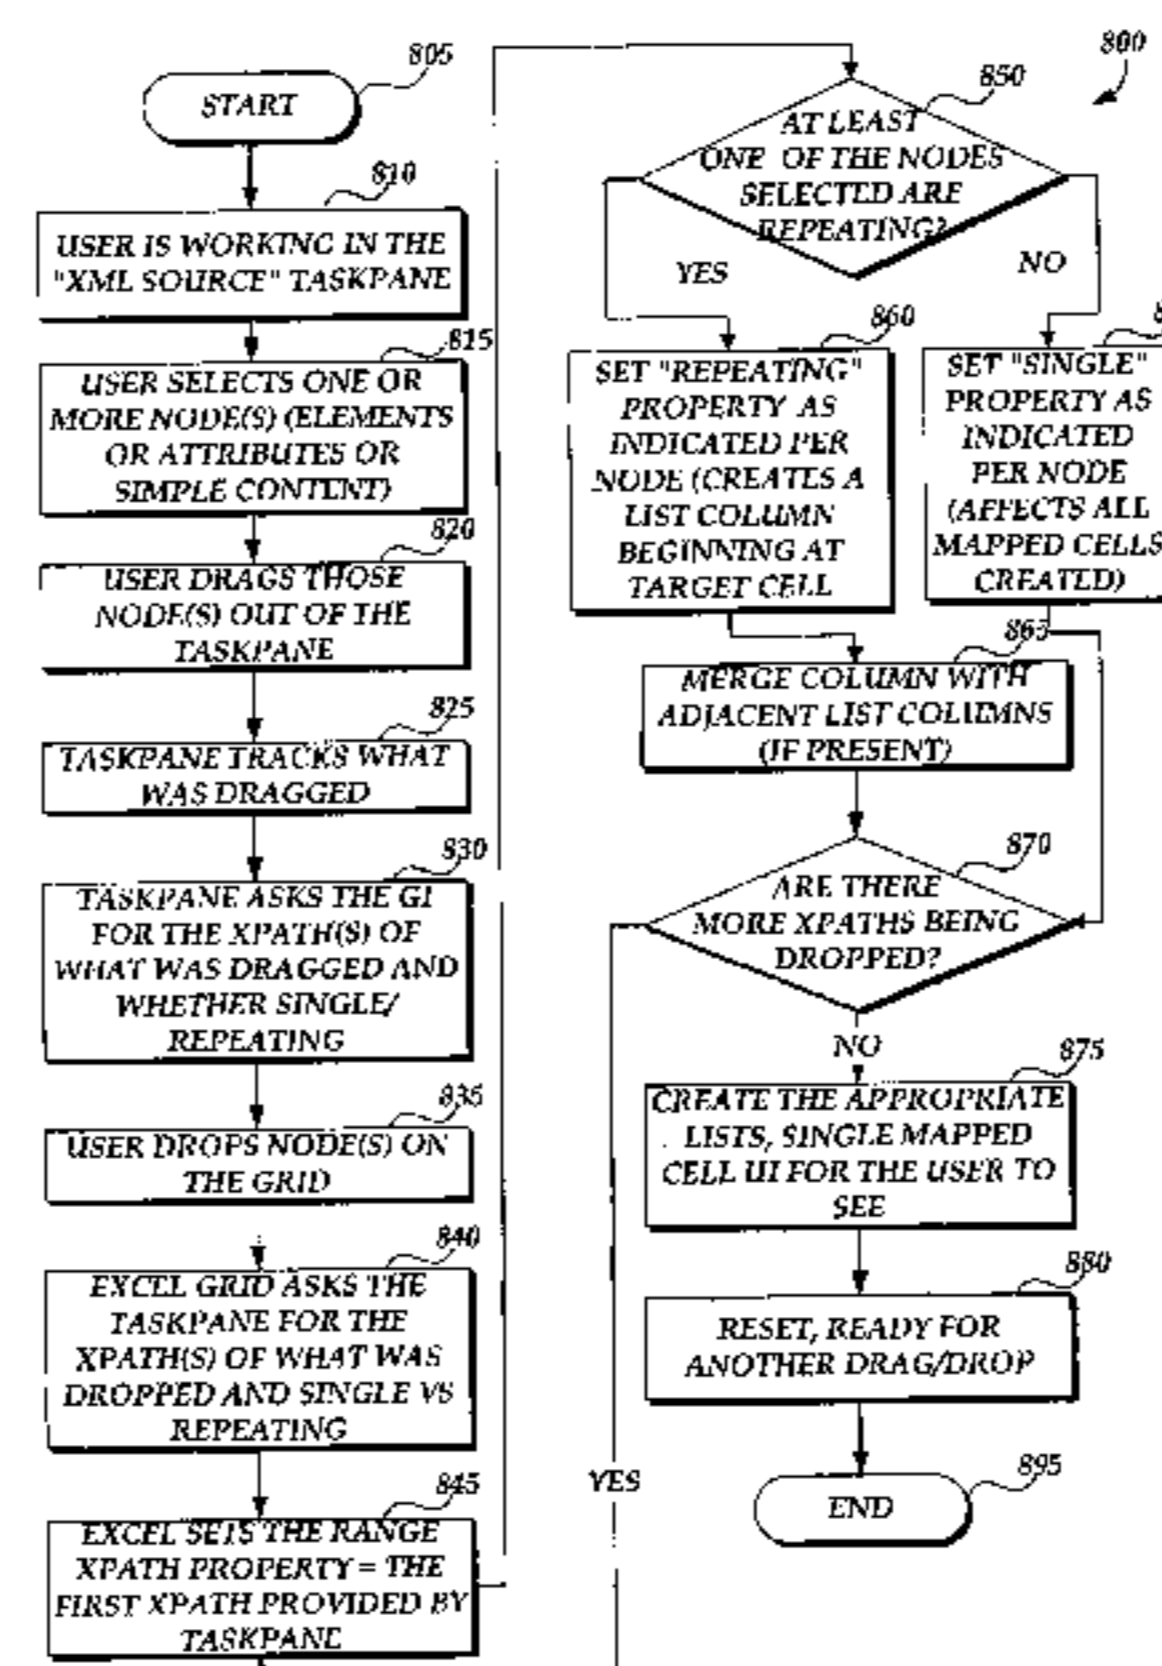 805
START
810
USER IS WORKING IN THE
"XML SOURCE" TASKPANE
815
USER SELECTS ONE OR
MORE NODE(S) (ELEMENTS
OR ATTRIBUTES OR
SIMPLE CONTENT)
820
USER DRAGS THOSE
NODE(S) OUT OF THE
TASKPANE
825
TASKPANE TRACKS WHAT
WAS DRAGGED
830
TASKPANE ASKS THE GI
FOR THE XPATH(S) OF
WHAT WAS DRAGGED AND
WHETHER SINGLE/
REPEATING
835
USER DROPS NODE(S) ON
THE GRID
840
EXCEL GRID ASKS THE
TASKPANE FOR THE
XPATH(S) OF WHAT WAS
DROPPED AND SINGLE VS
REPEATING
845
EXCEL SETS THE RANGE
XPATH PROPERTY = THE
FIRST XPATH PROVIDED BY
TASKPANE
800
850
AT LEAST
ONE OF THE NODES
SELECTED ARE
REPEATING?
YES
NO
860
SET "REPEATING"
PROPERTY AS
INDICATED PER
NODE (CREATES A
LIST COLUMN
BEGINNING AT
TARGET CELL
SET "SINGLE"
PROPERTY AS
INDICATED
PER NODE
(AFFECTS ALL
MAPPED CELLS
CREATED)
865
MERGE COLUMN WITH
ADJACENT LIST COLUMNS
(IF PRESENT)
870
ARE THERE
MORE XPATHS BEING
DROPPED?
NO
875
CREATE THE APPROPRIATE
LISTS, SINGLE MAPPED
CELL UI FOR THE USER TO
SEE
880
RESET, READY FOR
ANOTHER DRAG/DROP
YES
895
END